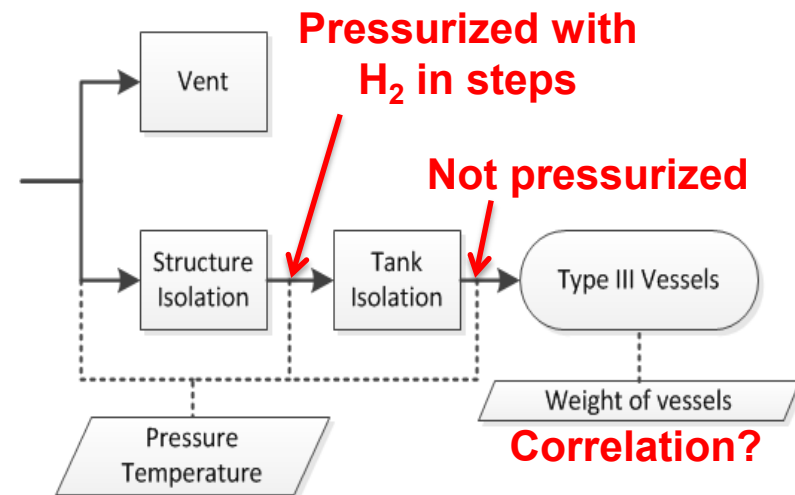 Pressurized with
H₂ in steps
Vent
Not pressurized
Structure
Isolation
Tank
Isolation
Type III Vessels
Weight of vessels
Correlation?
Pressure
Temperature